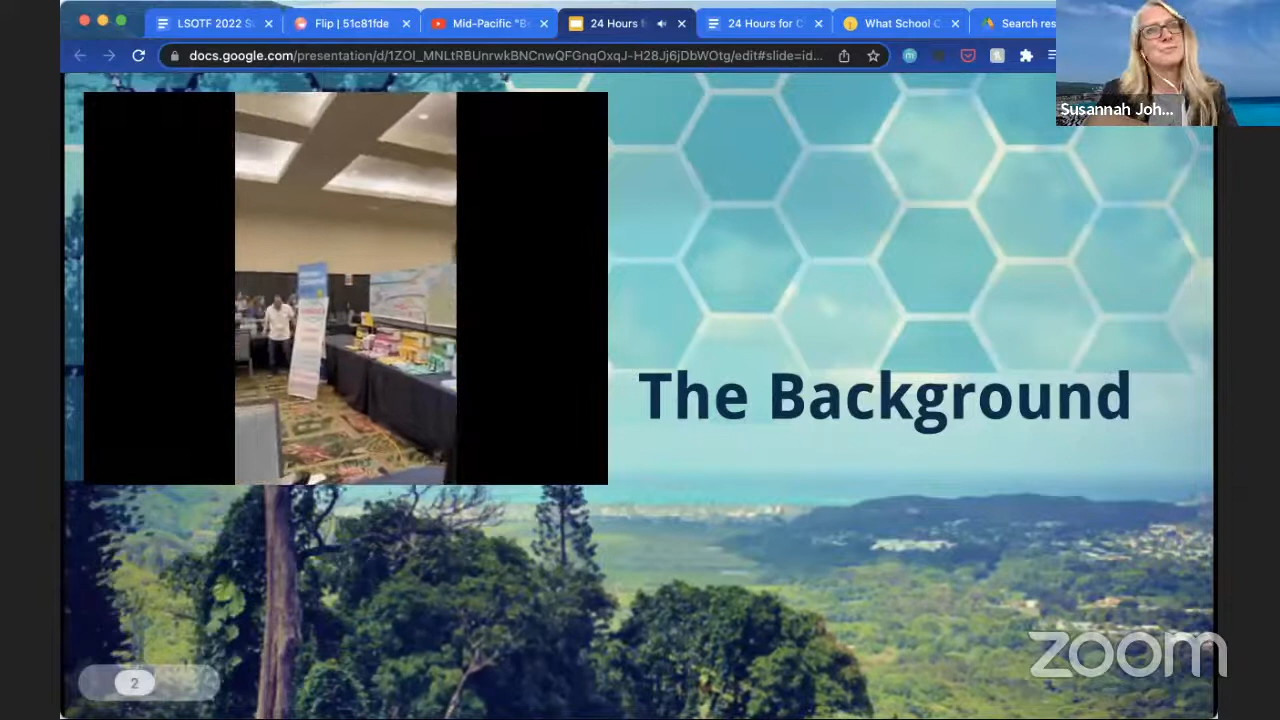 LSOTF 2022 S
Flip | 51c81fde
Mid-Pacific "B
24 Hours f
24 Hours for C
What School C
Search res
docs.google.com/presentation/d/1ZOl_MNLtRBUnrwkBNCnwQFGnqOxqJ-H28Jj6jDbWOtg/edit#slide=id...
Susannah Joh...
The Background
2
zoom